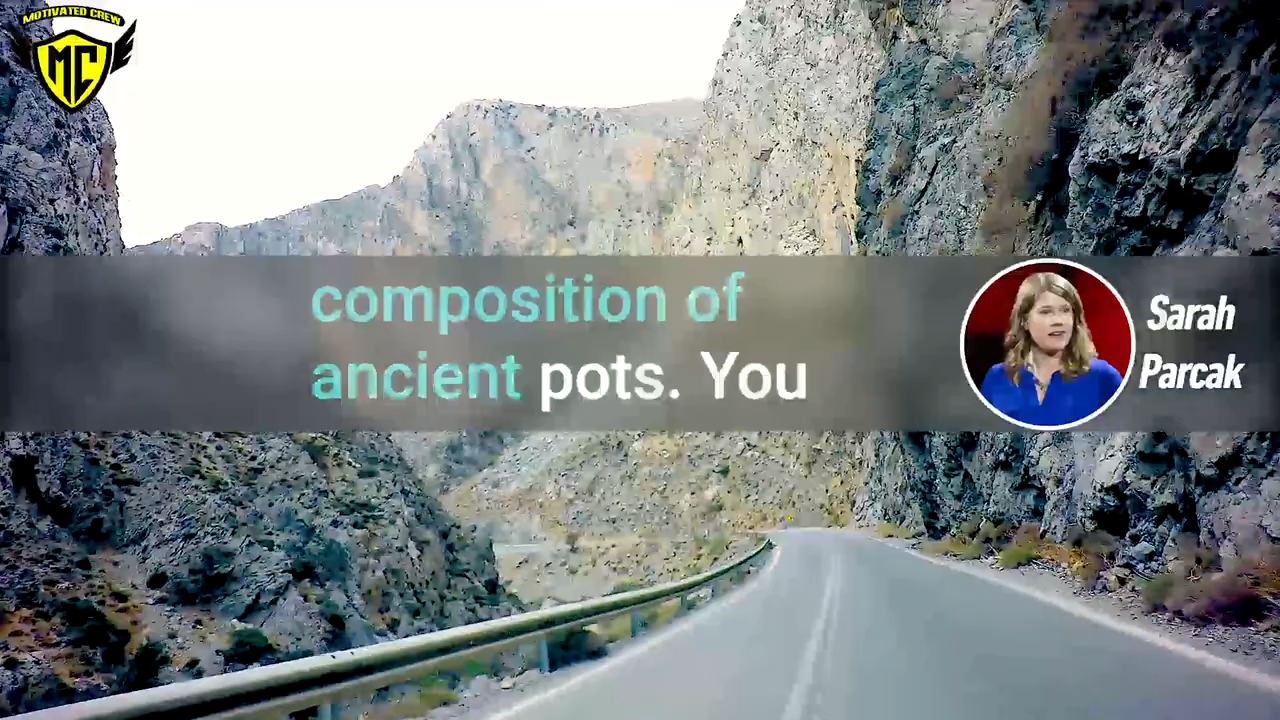 MOTIVATED CREW
MC
composition of
ancient pots. You
Sarah
Parcak